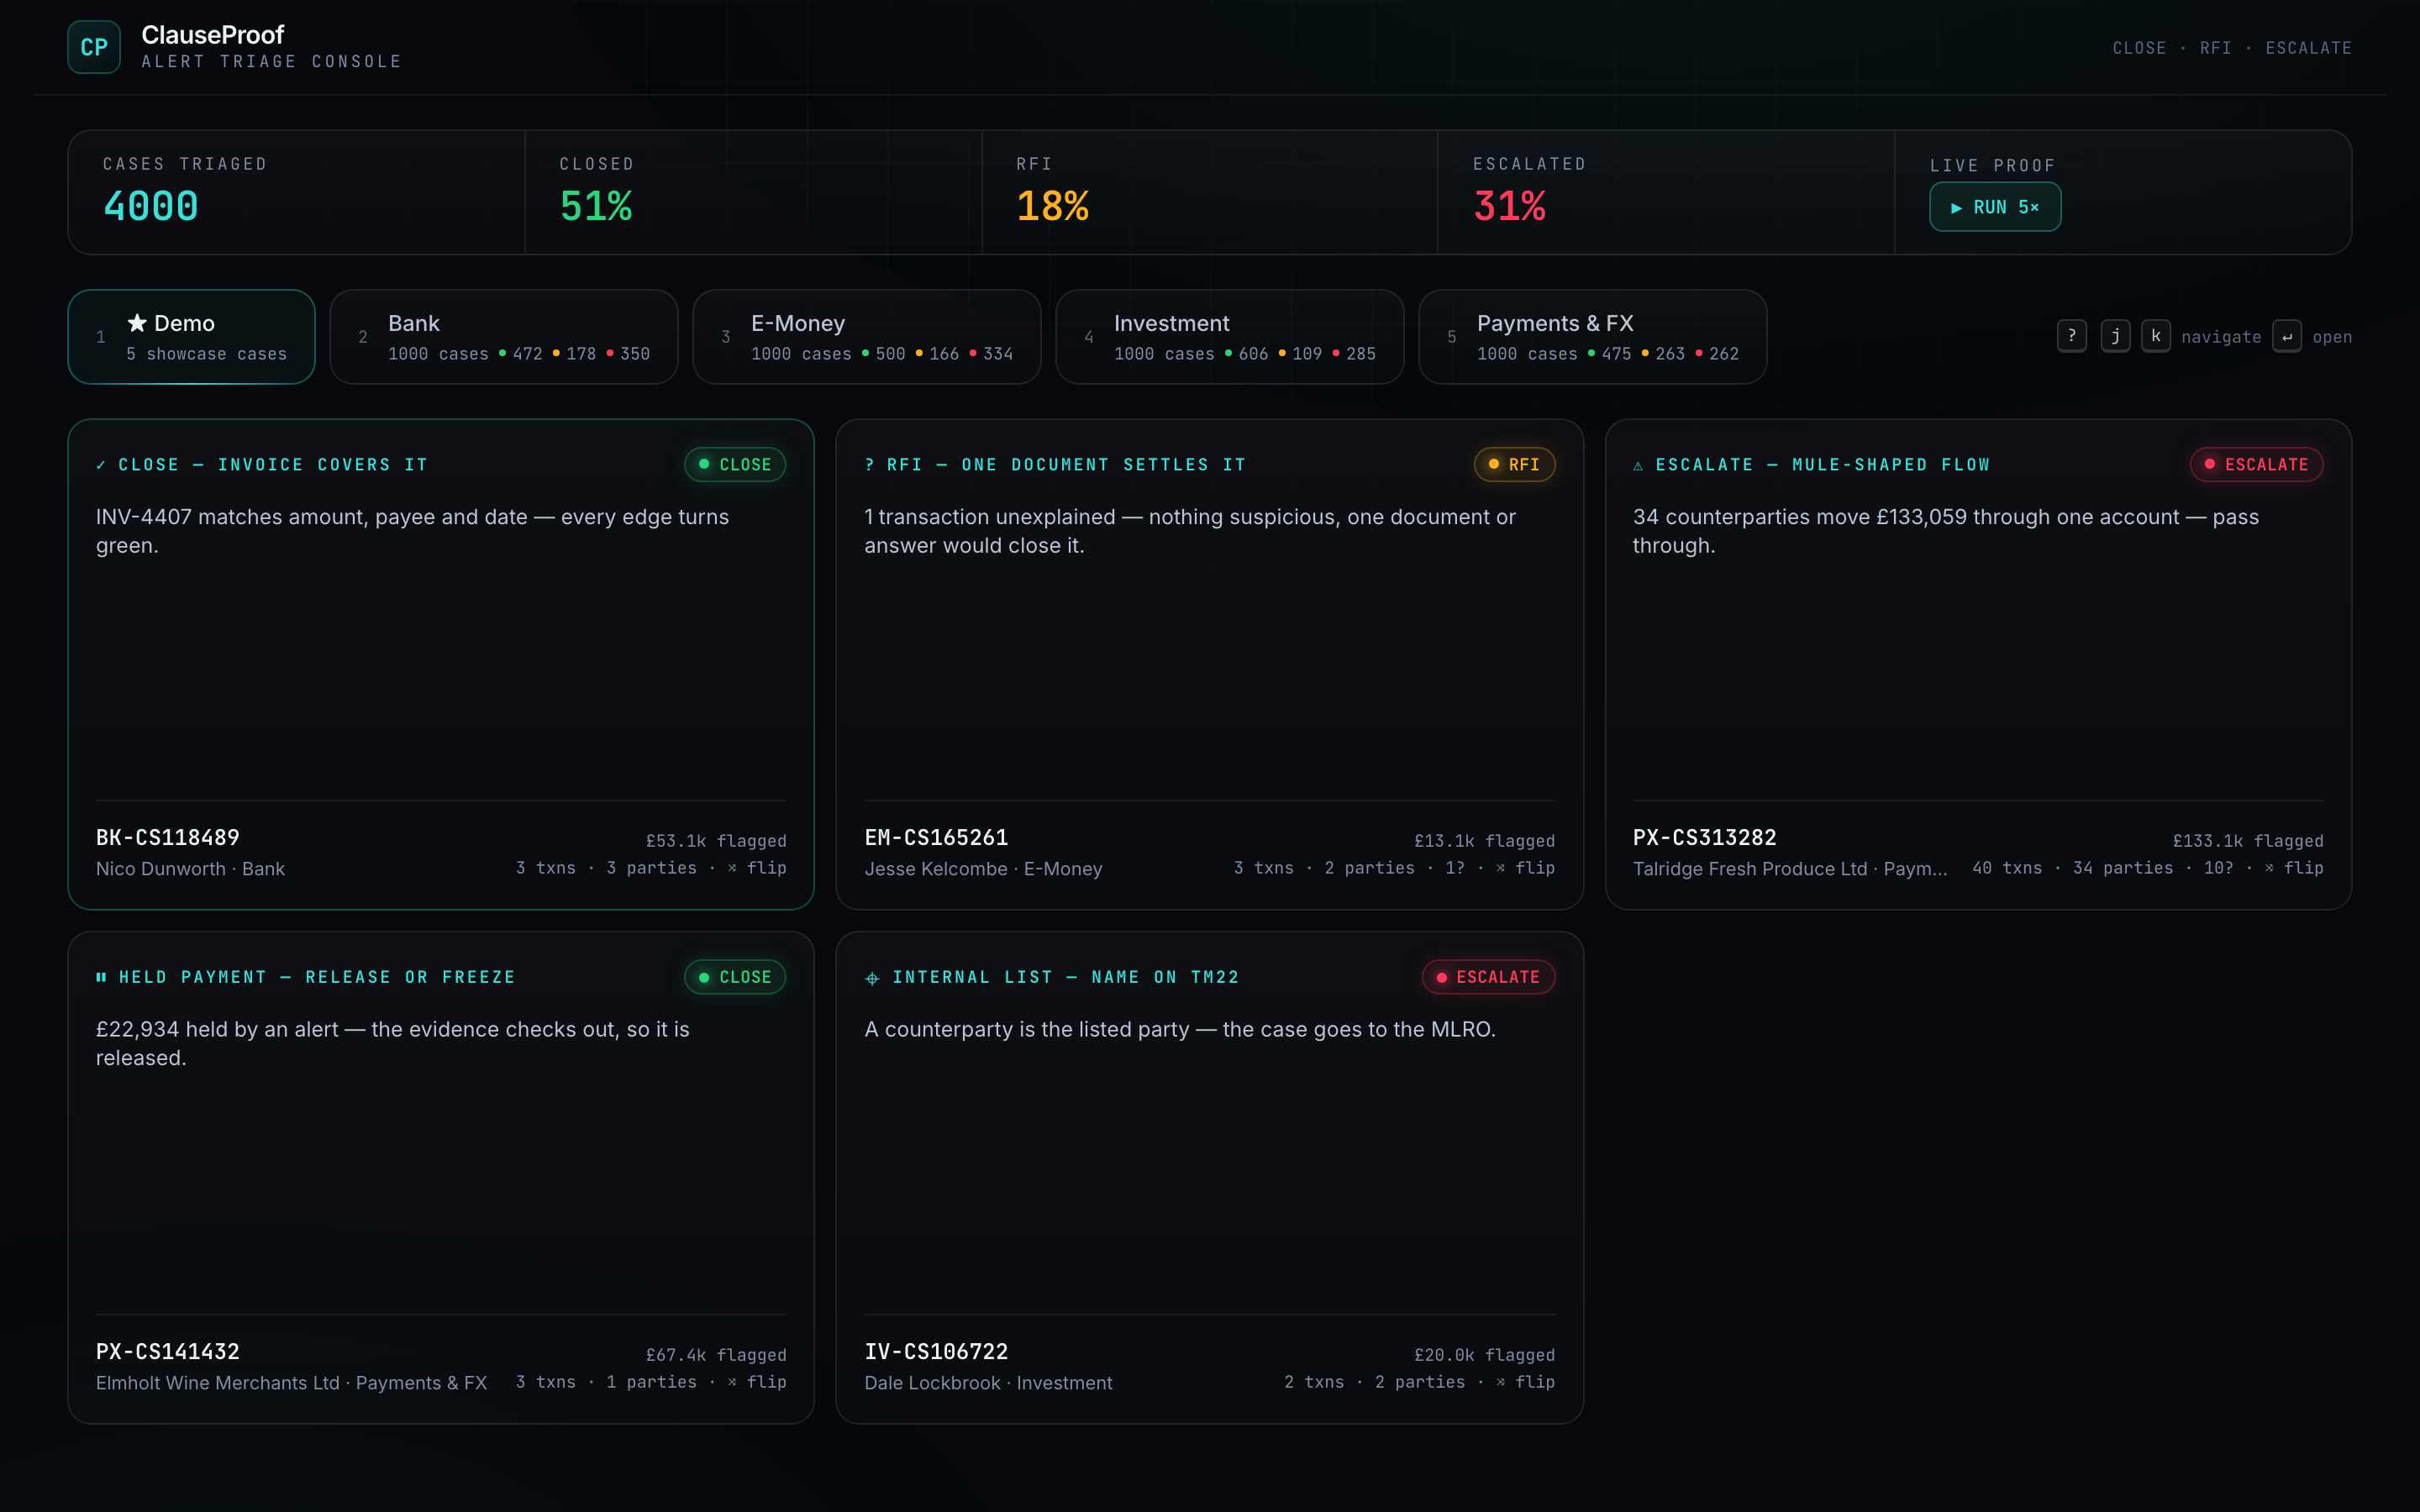 CP
ClauseProof
ALERT TRIAGE CONSOLE
CLOSE · RFI · ESCALATE
CASES TRIAGED
4000
CLOSED
51%
RFI
18%
ESCALATED
31%
LIVE PROOF
▶ RUN 5×
1
★ Demo
5 showcase cases
2
Bank
1000 cases ● 472 ● 178 ● 350
3
E-Money
1000 cases ● 500 ● 166 ● 334
4
Investment
1000 cases ● 606 ● 109 ● 285
5
Payments & FX
1000 cases ● 475 ● 263 ● 262
? j k navigate ↵ open
✓ CLOSE — INVOICE COVERS IT
● CLOSE
INV-4407 matches amount, payee and date — every edge turns
green.
BK-CS118489
£53.1k flagged
Nico Dunworth · Bank
3 txns · 3 parties · ⤨ flip
? RFI — ONE DOCUMENT SETTLES IT
● RFI
1 transaction unexplained — nothing suspicious, one document or
answer would close it.
EM-CS165261
£13.1k flagged
Jesse Kelcombe · E-Money
3 txns · 2 parties · 1? · ⤨ flip
⚠ ESCALATE — MULE-SHAPED FLOW
● ESCALATE
34 counterparties move £133,059 through one account — pass
through.
PX-CS313282
£133.1k flagged
Talridge Fresh Produce Ltd · Paym...
40 txns · 34 parties · 10? · ⤨ flip
⏸ HELD PAYMENT — RELEASE OR FREEZE
● CLOSE
£22,934 held by an alert — the evidence checks out, so it is
released.
PX-CS141432
£67.4k flagged
Elmholt Wine Merchants Ltd · Payments & FX
3 txns · 1 parties · ⤨ flip
⌖ INTERNAL LIST — NAME ON TM22
● ESCALATE
A counterparty is the listed party — the case goes to the MLRO.
IV-CS106722
£20.0k flagged
Dale Lockbrook · Investment
2 txns · 2 parties · ⤨ flip